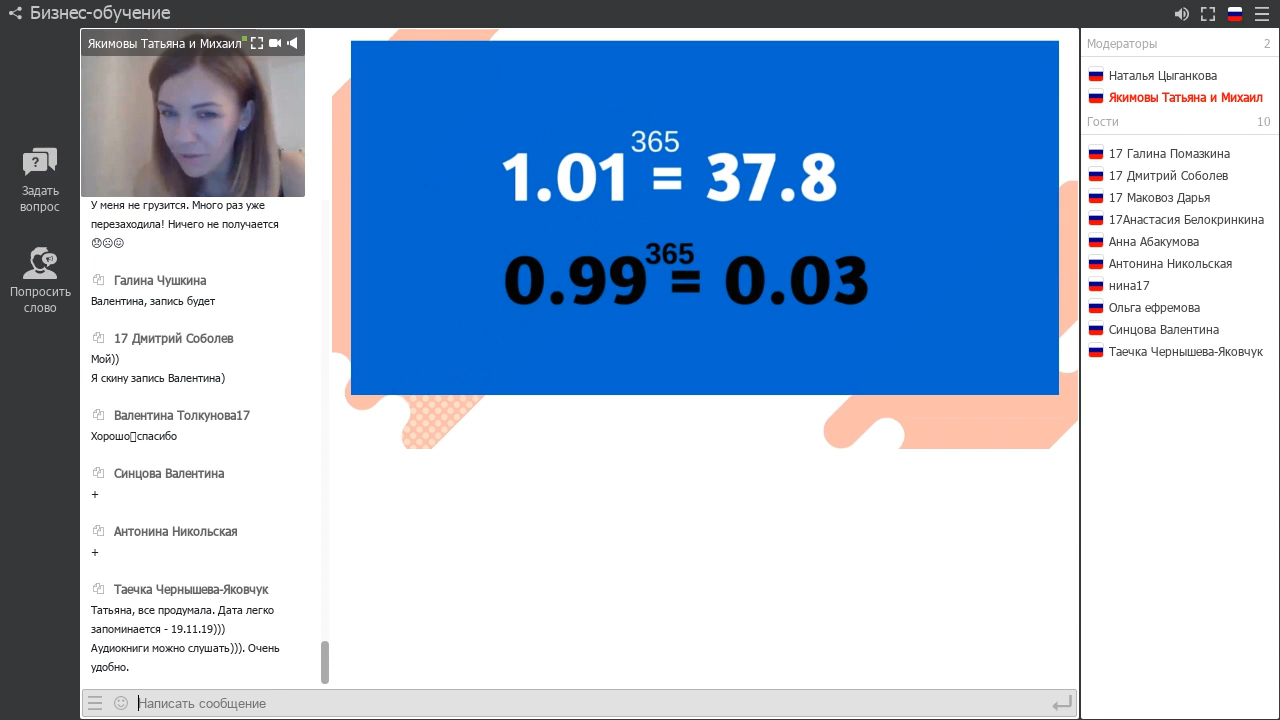 Бизнес-обучение
Якимовы Татьяна и Михаил
Задать
вопрос
Попросить
слово
У меня не грузится. Много раз уже
перезаходила! Ничего не получается
Галина Чушкина
Валентина, запись будет
17 Дмитрий Соболев
Мой))
Я скину запись Валентина)
Валентина Толкунова17
Хорошо спасибо
Синцова Валентина
+
Антонина Никольская
+
Таечка Чернышева-Яковчук
Татьяна, все продумала. Дата легко
запоминается - 19.11.19)))
Аудиокниги можно слушать))). Очень
удобно.
Написать сообщение
1.01³⁶⁵ = 37.8
0.99³⁶⁵ = 0.03
Модераторы 2
Наталья Цыганкова
Якимовы Татьяна и Михаил
Гости 10
17 Галина Помазкина
17 Дмитрий Соболев
17 Маковоз Дарья
17Анастасия Белокринкина
Анна Абакумова
Антонина Никольская
нина17
Ольга ефремова
Синцова Валентина
Таечка Чернышева-Яковчук